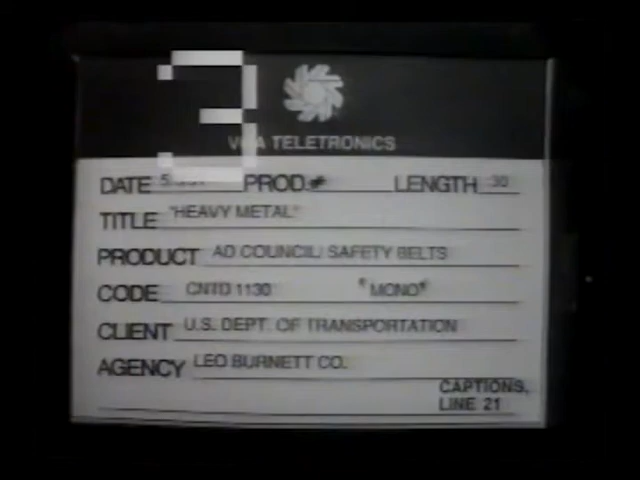 3
TELETRONICS
DATE PROD.# LENGTH :30
TITLE "HEAVY METAL"
PRODUCT AD COUNCIL/ SAFETY BELTS
CODE CNTD 1130 "MONO"
CLIENT U.S. DEPT. OF TRANSPORTATION
AGENCY LEO BURNETT CO.
CAPTIONS,
LINE 21